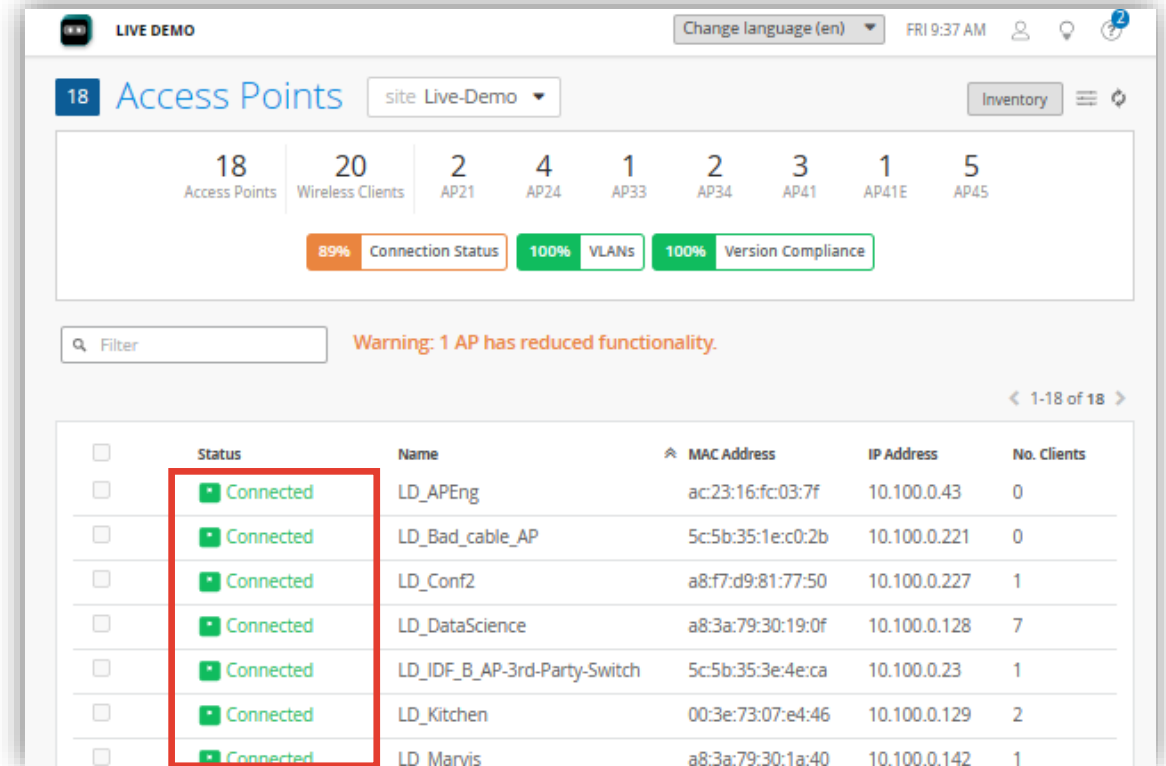 LIVE DEMO Change language (en) FRI 9:37 AM 2
18 Access Points site Live-Demo Inventory
18 20 2 4 1 2 3 1 5
Access Points Wireless Clients AP21 AP24 AP33 AP34 AP41 AP41E AP45
89% Connection Status 100% VLANs 100% Version Compliance
Filter Warning: 1 AP has reduced functionality.
1-18 of 18
Status Name MAC Address IP Address No. Clients
Connected LD_APEng ac:23:16:fc:03:7f 10.100.0.43 0
Connected LD_Bad_cable_AP 5c:5b:35:1e:c0:2b 10.100.0.221 0
Connected LD_Conf2 a8:f7:d9:81:77:50 10.100.0.227 1
Connected LD_DataScience a8:3a:79:30:19:0f 10.100.0.128 7
Connected LD_IDF_B_AP-3rd-Party-Switch 5c:5b:35:3e:4e:ca 10.100.0.23 1
Connected LD_Kitchen 00:3e:73:07:e4:46 10.100.0.129 2
Connected LD_Marvis a8:3a:79:30:1a:40 10.100.0.142 1